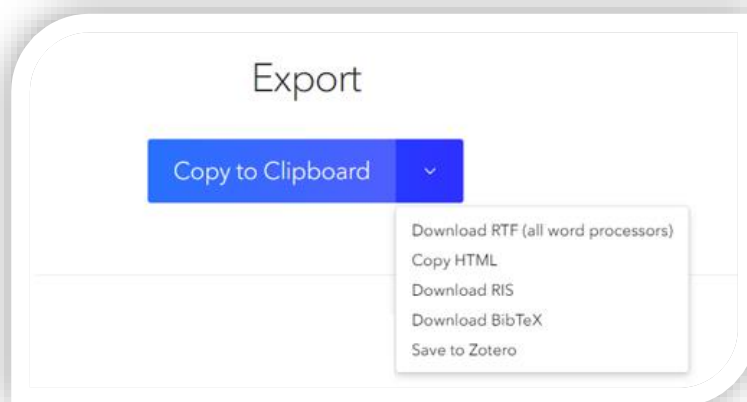 Export
Copy to Clipboard
Download RTF (all word processors)
Copy HTML
Download RIS
Download BibTeX
Save to Zotero